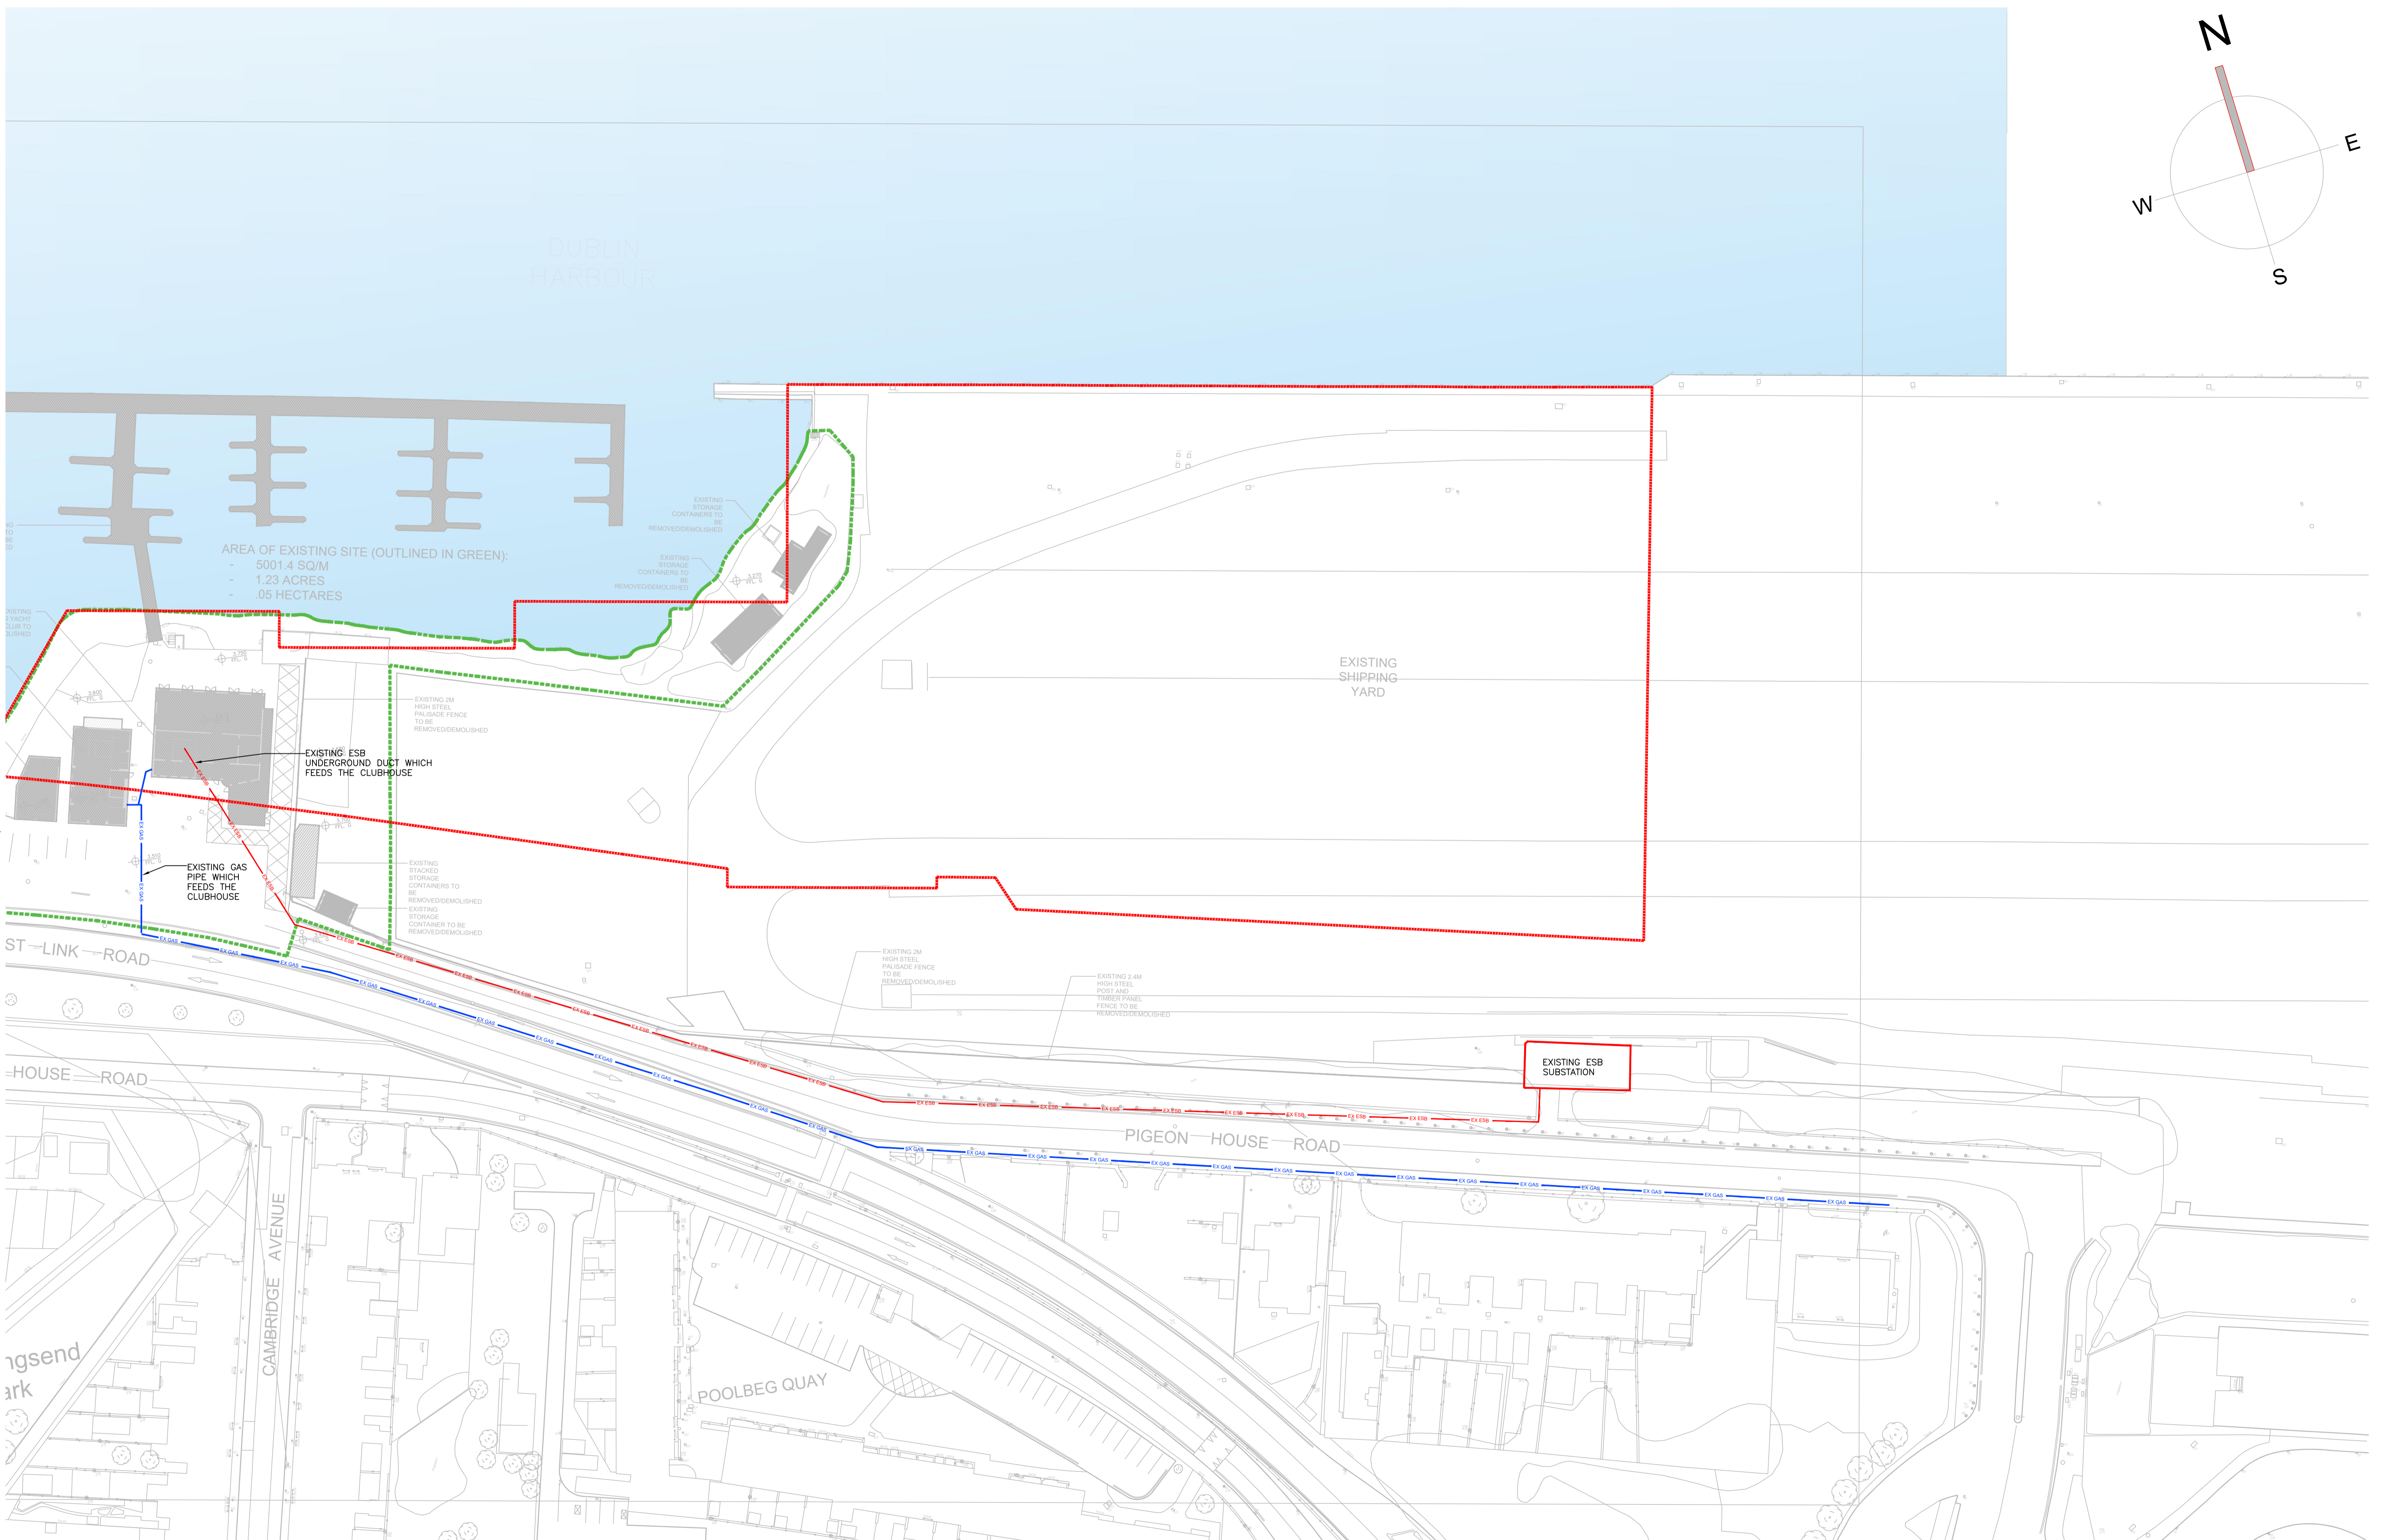 N
E
W
S
DUBLIN
HARBOUR
AREA OF EXISTING SITE (OUTLINED IN GREEN):
- 5001.4 SQ/M
- 1.23 ACRES
- .05 HECTARES
EXISTING
STORAGE
CONTAINERS TO
BE
REMOVED/DEMOLISHED
EXISTING
STORAGE
CONTAINERS TO
BE
REMOVED/DEMOLISHED
EXISTING
SHIPPING
YARD
EXISTING 2M
HIGH STEEL
PALISADE FENCE
TO BE
REMOVED/DEMOLISHED
EXISTING ESB
UNDERGROUND DUCT WHICH
FEEDS THE CLUBHOUSE
EXISTING GAS
PIPE WHICH
FEEDS THE
CLUBHOUSE
EXISTING
STACKED
STORAGE
CONTAINERS TO
BE
REMOVED/DEMOLISHED
EXISTING
STORAGE
CONTAINER TO BE
REMOVED/DEMOLISHED
EXISTING 2M
HIGH STEEL
PALISADE FENCE
TO BE
REMOVED/DEMOLISHED
EXISTING 2.4M
HIGH STEEL
POST AND
TIMBER PANEL
FENCE TO BE
REMOVED/DEMOLISHED
EX ESB
EX GAS
EXISTING ESB
SUBSTATION
ST LINK ROAD
HOUSE ROAD
PIGEON HOUSE ROAD
CAMBRIDGE AVENUE
POOLBEG QUAY
ngsend
ark